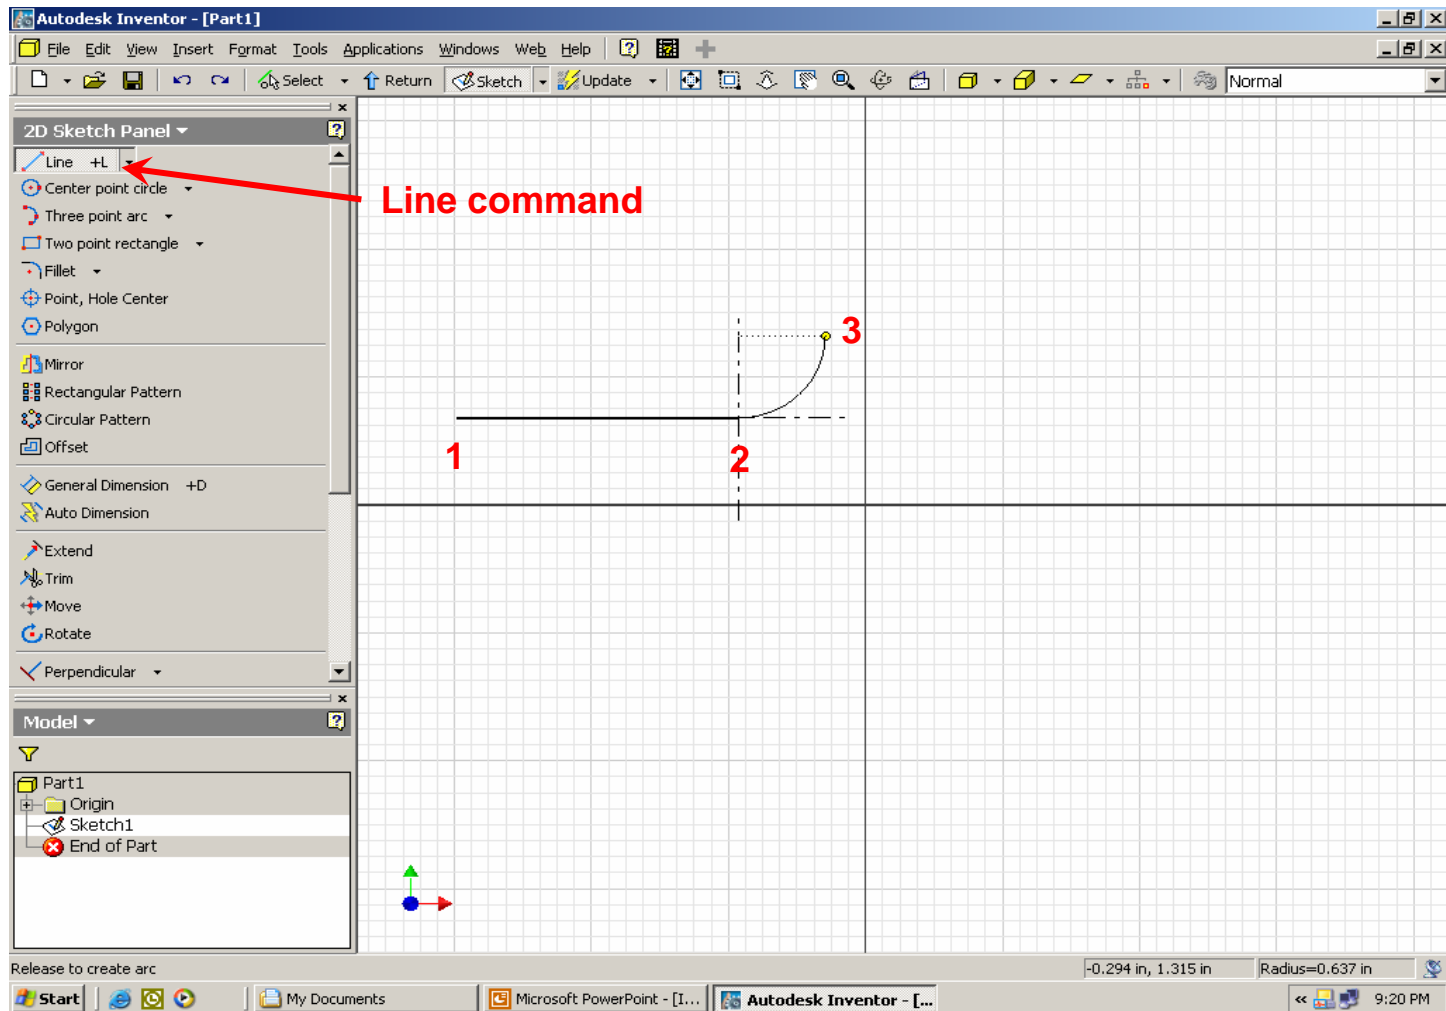 Autodesk Inventor - [Part1]
File Edit View Insert Format Tools Applications Windows Web Help
Select Return Sketch Update Normal
2D Sketch Panel
Line +L
Center point circle
Three point arc
Two point rectangle
Fillet
Point, Hole Center
Polygon
Mirror
Rectangular Pattern
Circular Pattern
Offset
General Dimension +D
Auto Dimension
Extend
Trim
Move
Rotate
Perpendicular
Line command
3
1
2
Model
Part1
Origin
Sketch1
End of Part
Release to create arc
-0.294 in, 1.315 in
Radius=0.637 in
Start
My Documents
Microsoft PowerPoint - [I...
Autodesk Inventor - [...
« 9:20 PM